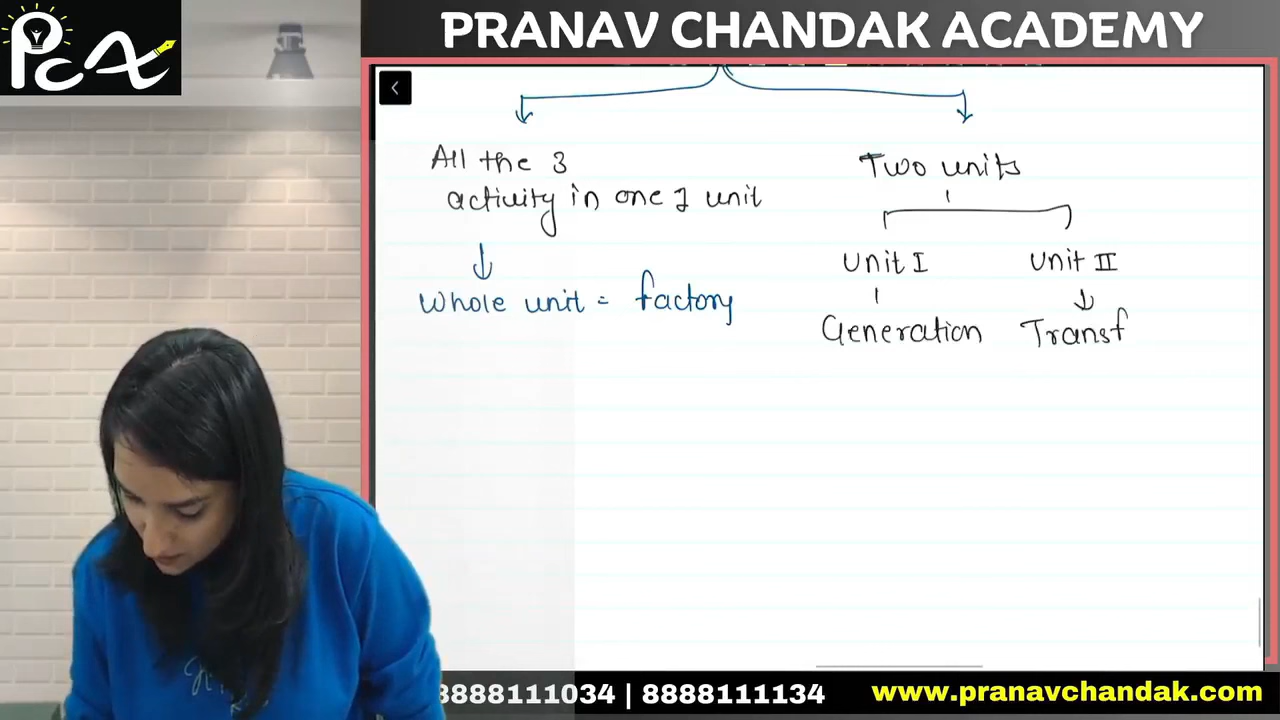 PCA
PRANAV CHANDAK ACADEMY
All the 3
activity in one unit
↓
Whole unit = factory
Two units
Unit I
Unit II
↓
Generation
Transf
8888111034 | 8888111134
www.pranavchandak.com